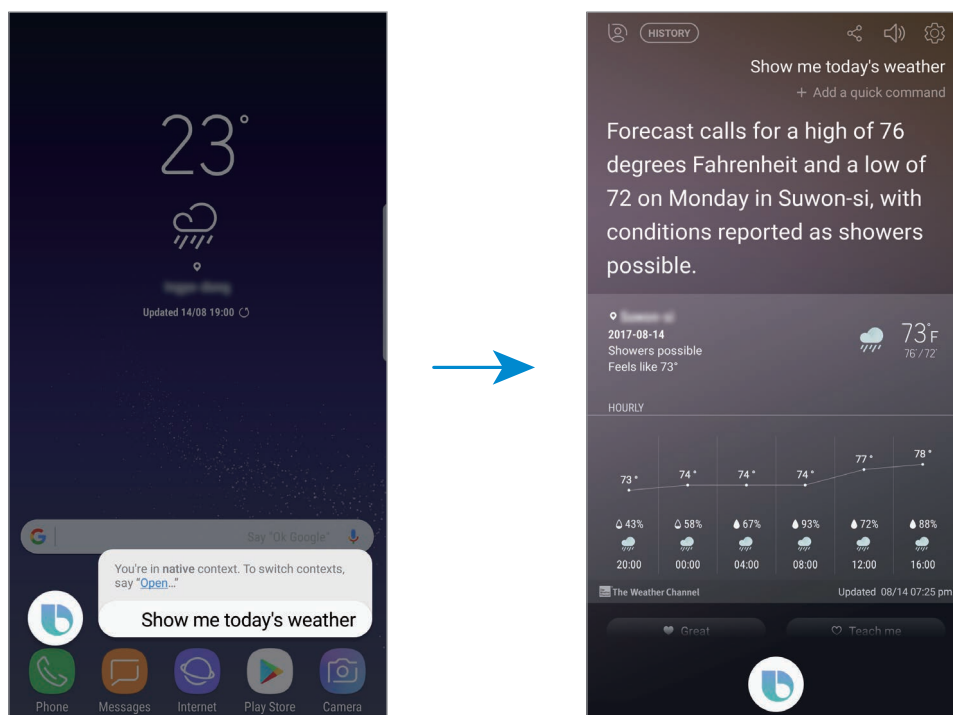 23°
Updated 14/08 19:00
Say "Ok Google"
You're in native context. To switch contexts,
say "Open…"
Show me today's weather
Phone Messages Internet Play Store Camera
HISTORY
Show me today's weather
+ Add a quick command
Forecast calls for a high of 76
degrees Fahrenheit and a low of
72 on Monday in Suwon-si, with
conditions reported as showers
possible.
2017-08-14
Showers possible
Feels like 73°
73°F
76°/72°
HOURLY
73° 74° 74° 74° 77° 78°
43% 58% 67% 93% 72% 88%
20:00 00:00 04:00 08:00 12:00 16:00
The Weather Channel Updated 08/14 07:25 pm
Great Teach me